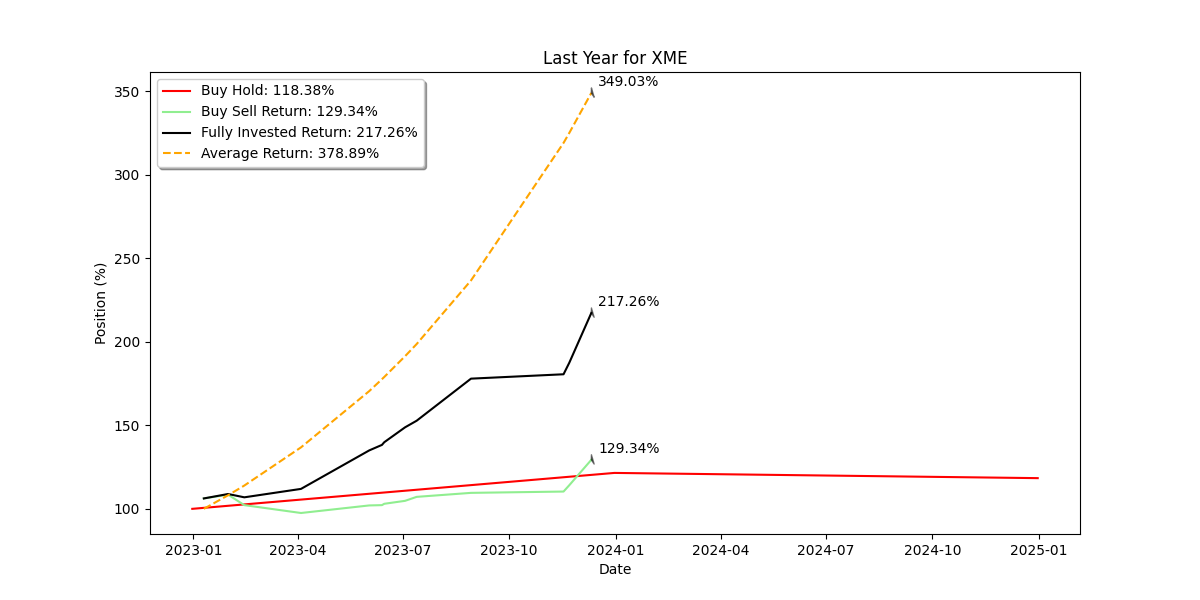 Last Year for XME
Buy Hold: 118.38%
Buy Sell Return: 129.34%
Fully Invested Return: 217.26%
Average Return: 378.89%
349.03%
217.26%
129.34%
Position (%)
350
300
250
200
150
100
2023-01 2023-04 2023-07 2023-10 2024-01 2024-04 2024-07 2024-10 2025-01
Date